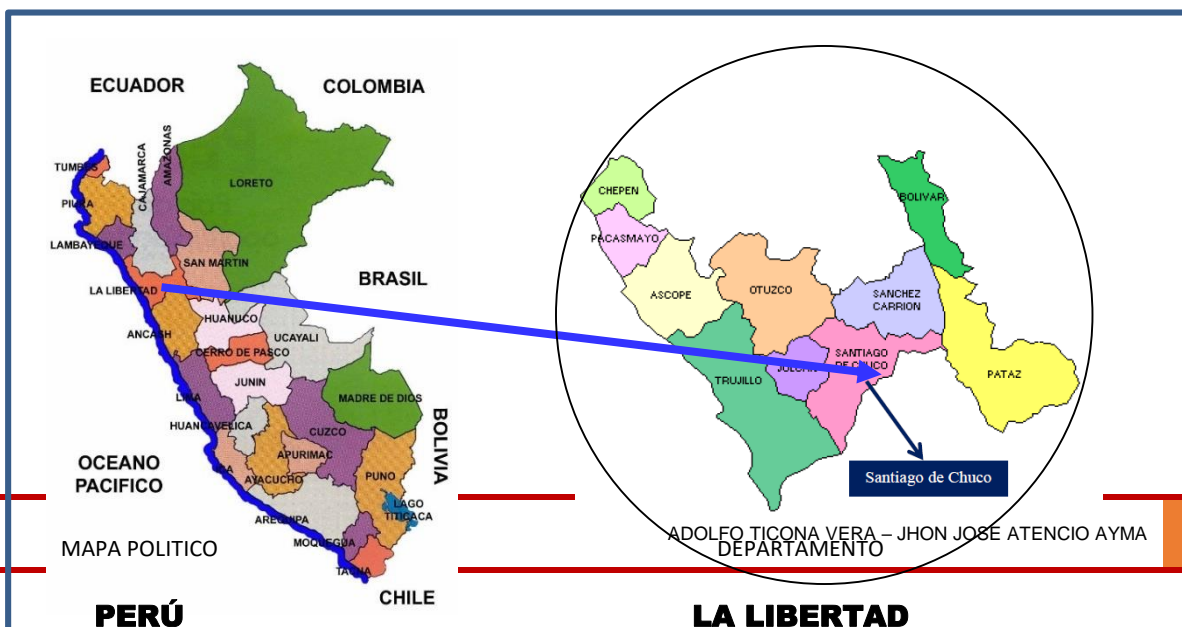 ECUADOR
COLOMBIA
TUMBES
PIURA
CAJAMARCA
AMAZONAS
LORETO
LAMBAYEQUE
SAN MARTIN
LA LIBERTAD
BRASIL
HUANUCO
ANCASH
UCAYALI
CERRO DE PASCO
JUNIN
LIMA
MADRE DE DIOS
HUANCAVELICA
CUZCO
BOLIVIA
APURIMAC
OCEANO
PACIFICO
ICA
AYACUCHO
PUNO
LAGO
TITICACA
AREQUIPA
MOQUEGUA
TACNA
CHILE
MAPA POLITICO
PERÚ
CHEPEN
BOLIVAR
PACASMAYO
ASCOPE
OTUZCO
SANCHEZ
CARRION
SANTIAGO
DE CHUCO
JULCAN
TRUJILLO
PATAZ
Santiago de Chuco
ADOLFO TICONA VERA – JHON JOSE ATENCIO AYMA
DEPARTAMENTO
LA LIBERTAD